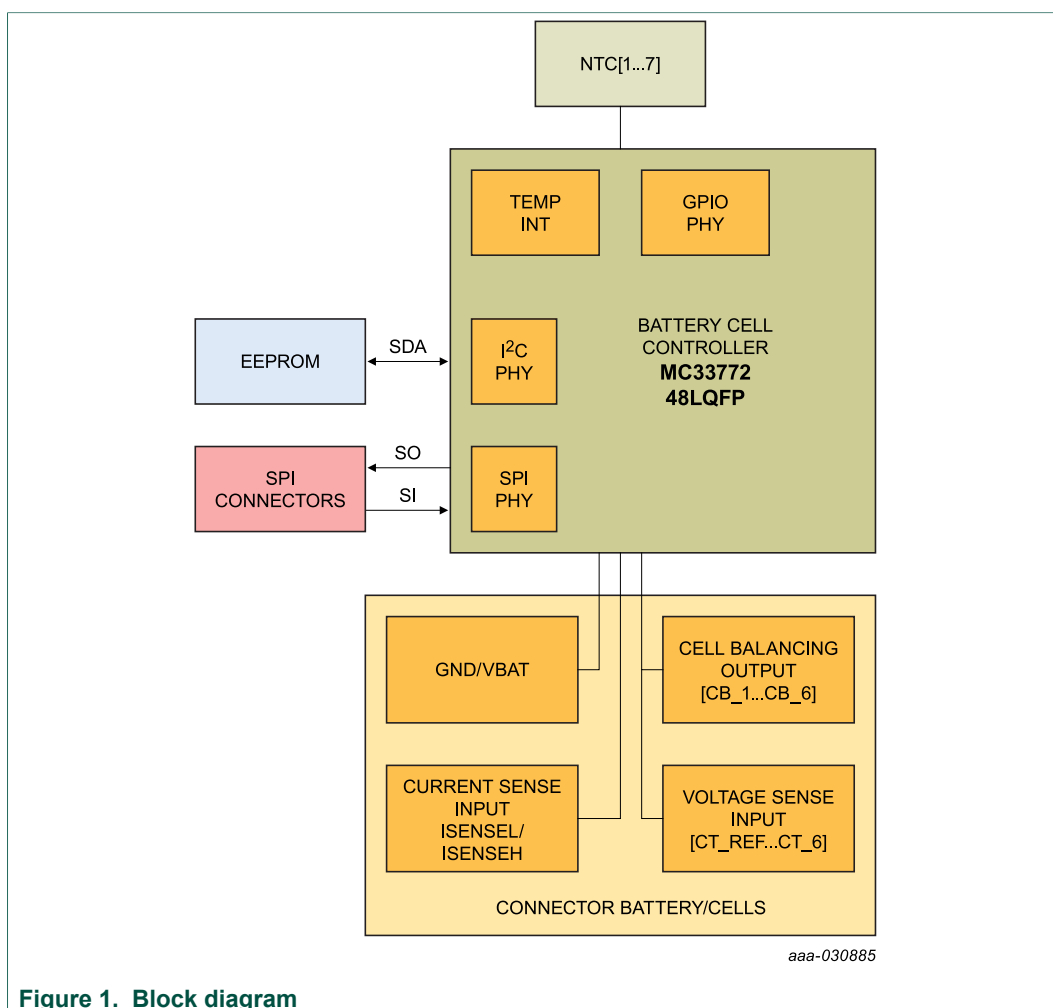 NTC[1...7]
TEMP
INT
GPIO
PHY
BATTERY CELL
CONTROLLER
MC33772
48LQFP
EEPROM
SDA
I²C
PHY
SPI
CONNECTORS
SO
SI
SPI
PHY
GND/VBAT
CELL BALANCING
OUTPUT
[CB_1...CB_6]
CURRENT SENSE
INPUT
ISENSEL/
ISENSEH
VOLTAGE SENSE
INPUT
[CT_REF...CT_6]
CONNECTOR BATTERY/CELLS
aaa-030885
Figure 1. Block diagram